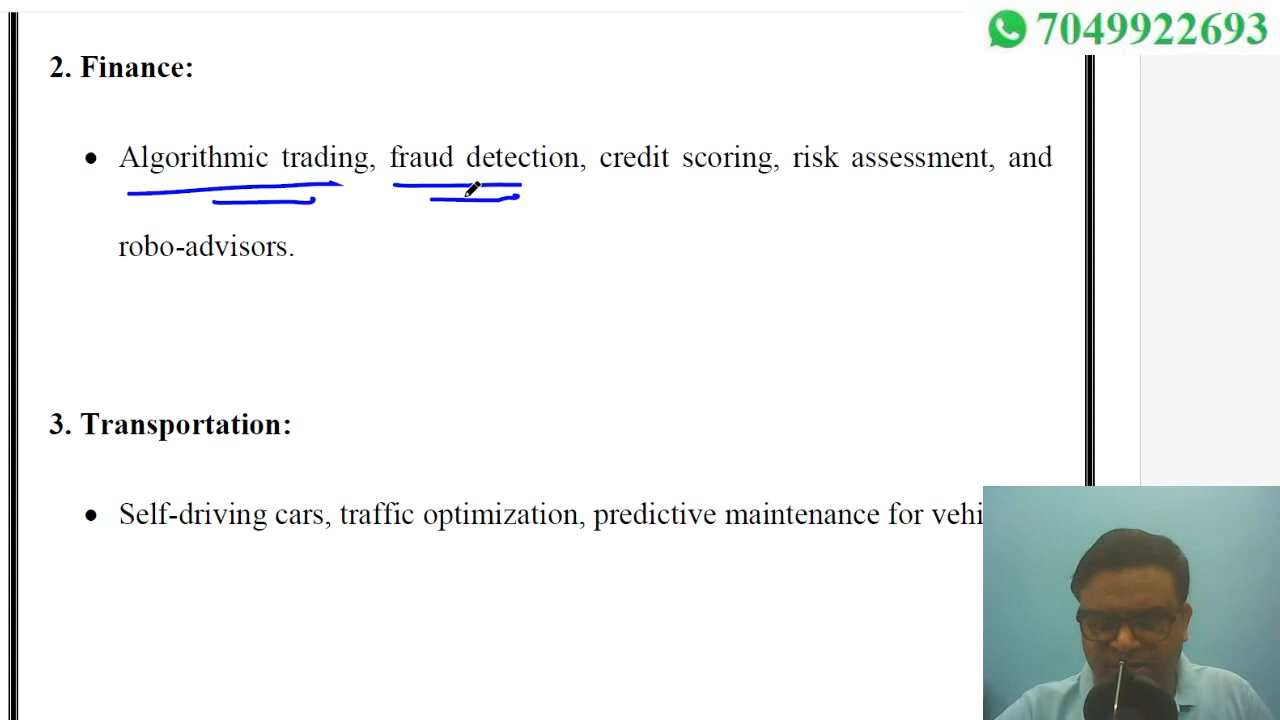 7049922693
2. Finance:
• Algorithmic trading, fraud detection, credit scoring, risk assessment, and
robo-advisors.
3. Transportation:
• Self-driving cars, traffic optimization, predictive maintenance for vehi